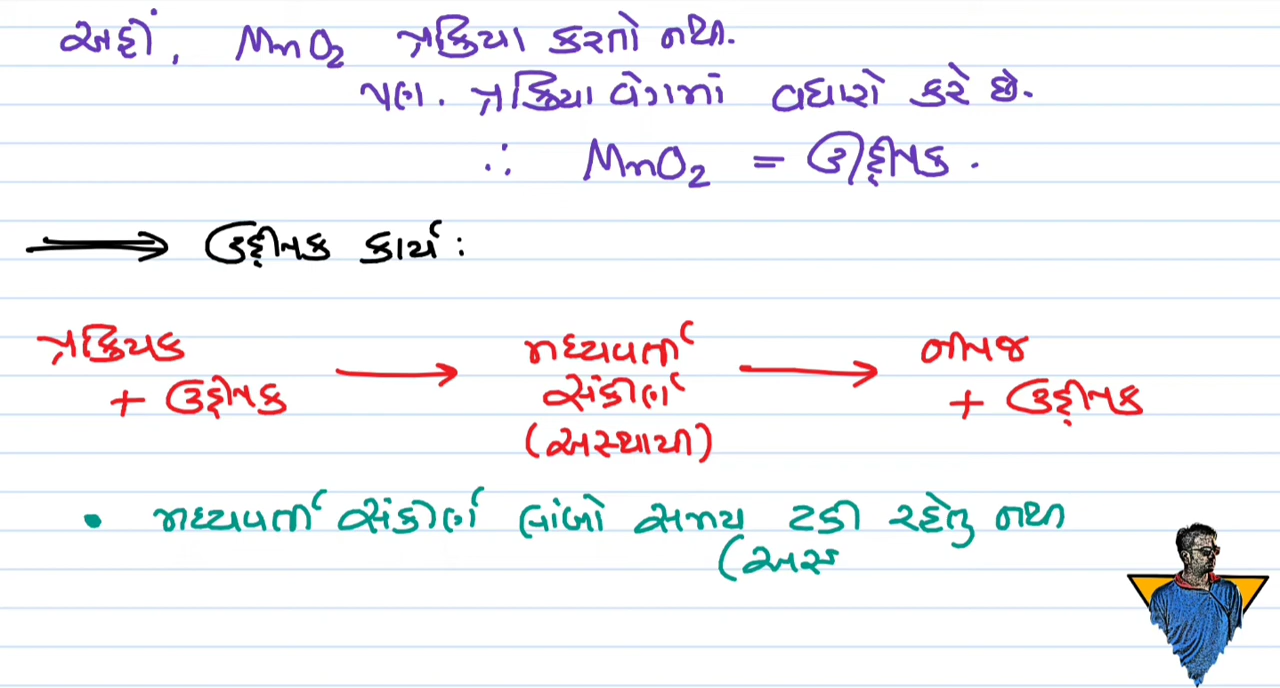 અહીં, MnO2 પ્રક્રિયા કરતો નથી.
પણ. પ્રક્રિયા વેગમાં વધારો કરે છે.
∴ MnO2 = ઉદ્દીપક.
⟹ ઉદ્દીપક કાર્ય :
પ્રક્રિયક + ઉદ્દીપક → મધ્યવર્તી સંકીર્ણ (અસ્થાયી) → નીપજ + ઉદ્દીપક
• મધ્યવર્તી સંકીર્ણ લાંબો સમય ટકી રહેતુ નથી
(અસ્